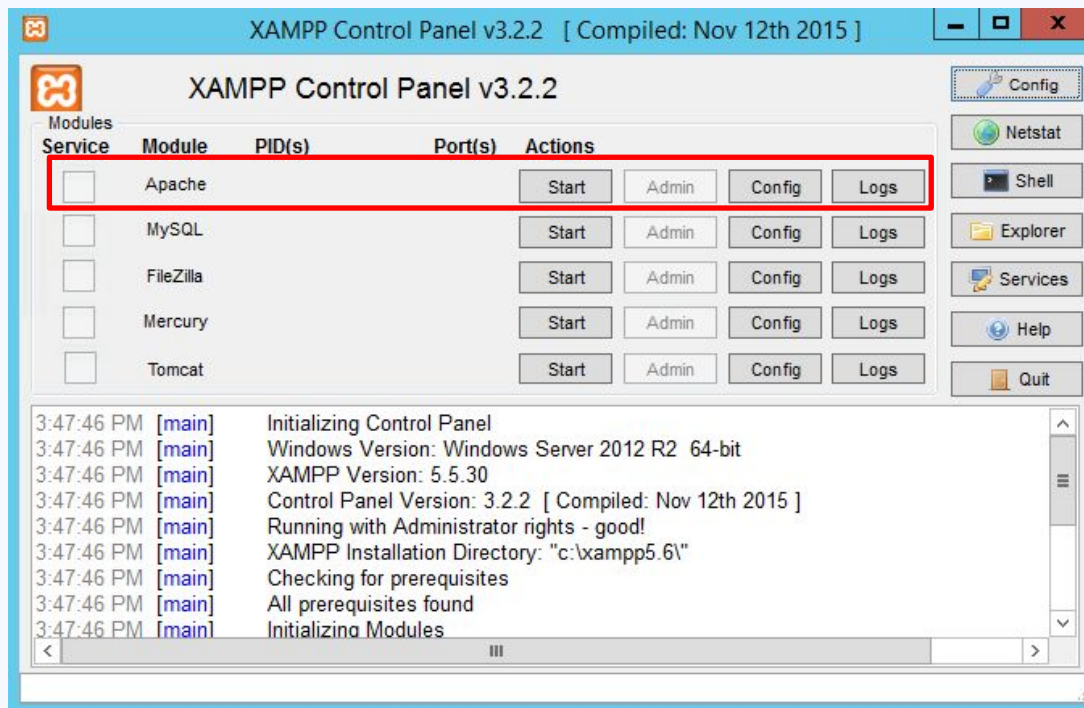 XAMPP Control Panel v3.2.2 [ Compiled: Nov 12th 2015 ]
XAMPP Control Panel v3.2.2
Config
Modules
Netstat
Service Module PID(s) Port(s) Actions
Apache Start Admin Config Logs
Shell
MySQL Start Admin Config Logs
Explorer
FileZilla Start Admin Config Logs
Services
Mercury Start Admin Config Logs
Help
Tomcat Start Admin Config Logs
Quit
3:47:46 PM [main] Initializing Control Panel
3:47:46 PM [main] Windows Version: Windows Server 2012 R2 64-bit
3:47:46 PM [main] XAMPP Version: 5.5.30
3:47:46 PM [main] Control Panel Version: 3.2.2 [ Compiled: Nov 12th 2015 ]
3:47:46 PM [main] Running with Administrator rights - good!
3:47:46 PM [main] XAMPP Installation Directory: "c:\xampp5.6\"
3:47:46 PM [main] Checking for prerequisites
3:47:46 PM [main] All prerequisites found
3:47:46 PM [main] Initializing Modules